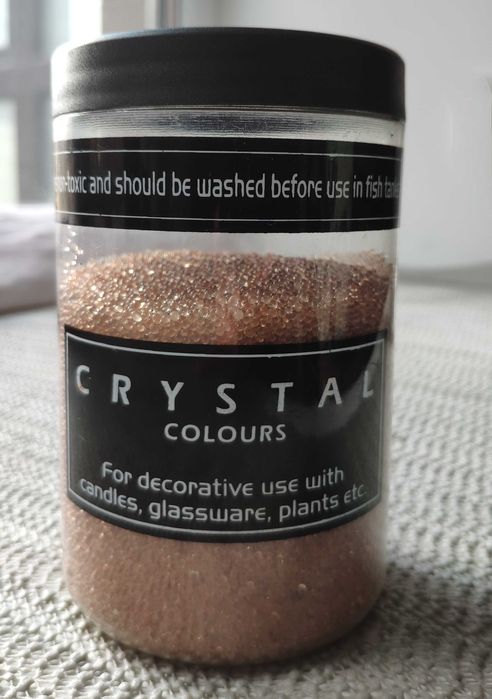 non-toxic and should be washed before use in fish tanks
CRYSTAL
COLOURS
For decorative use with
candles, glassware, plants etc.